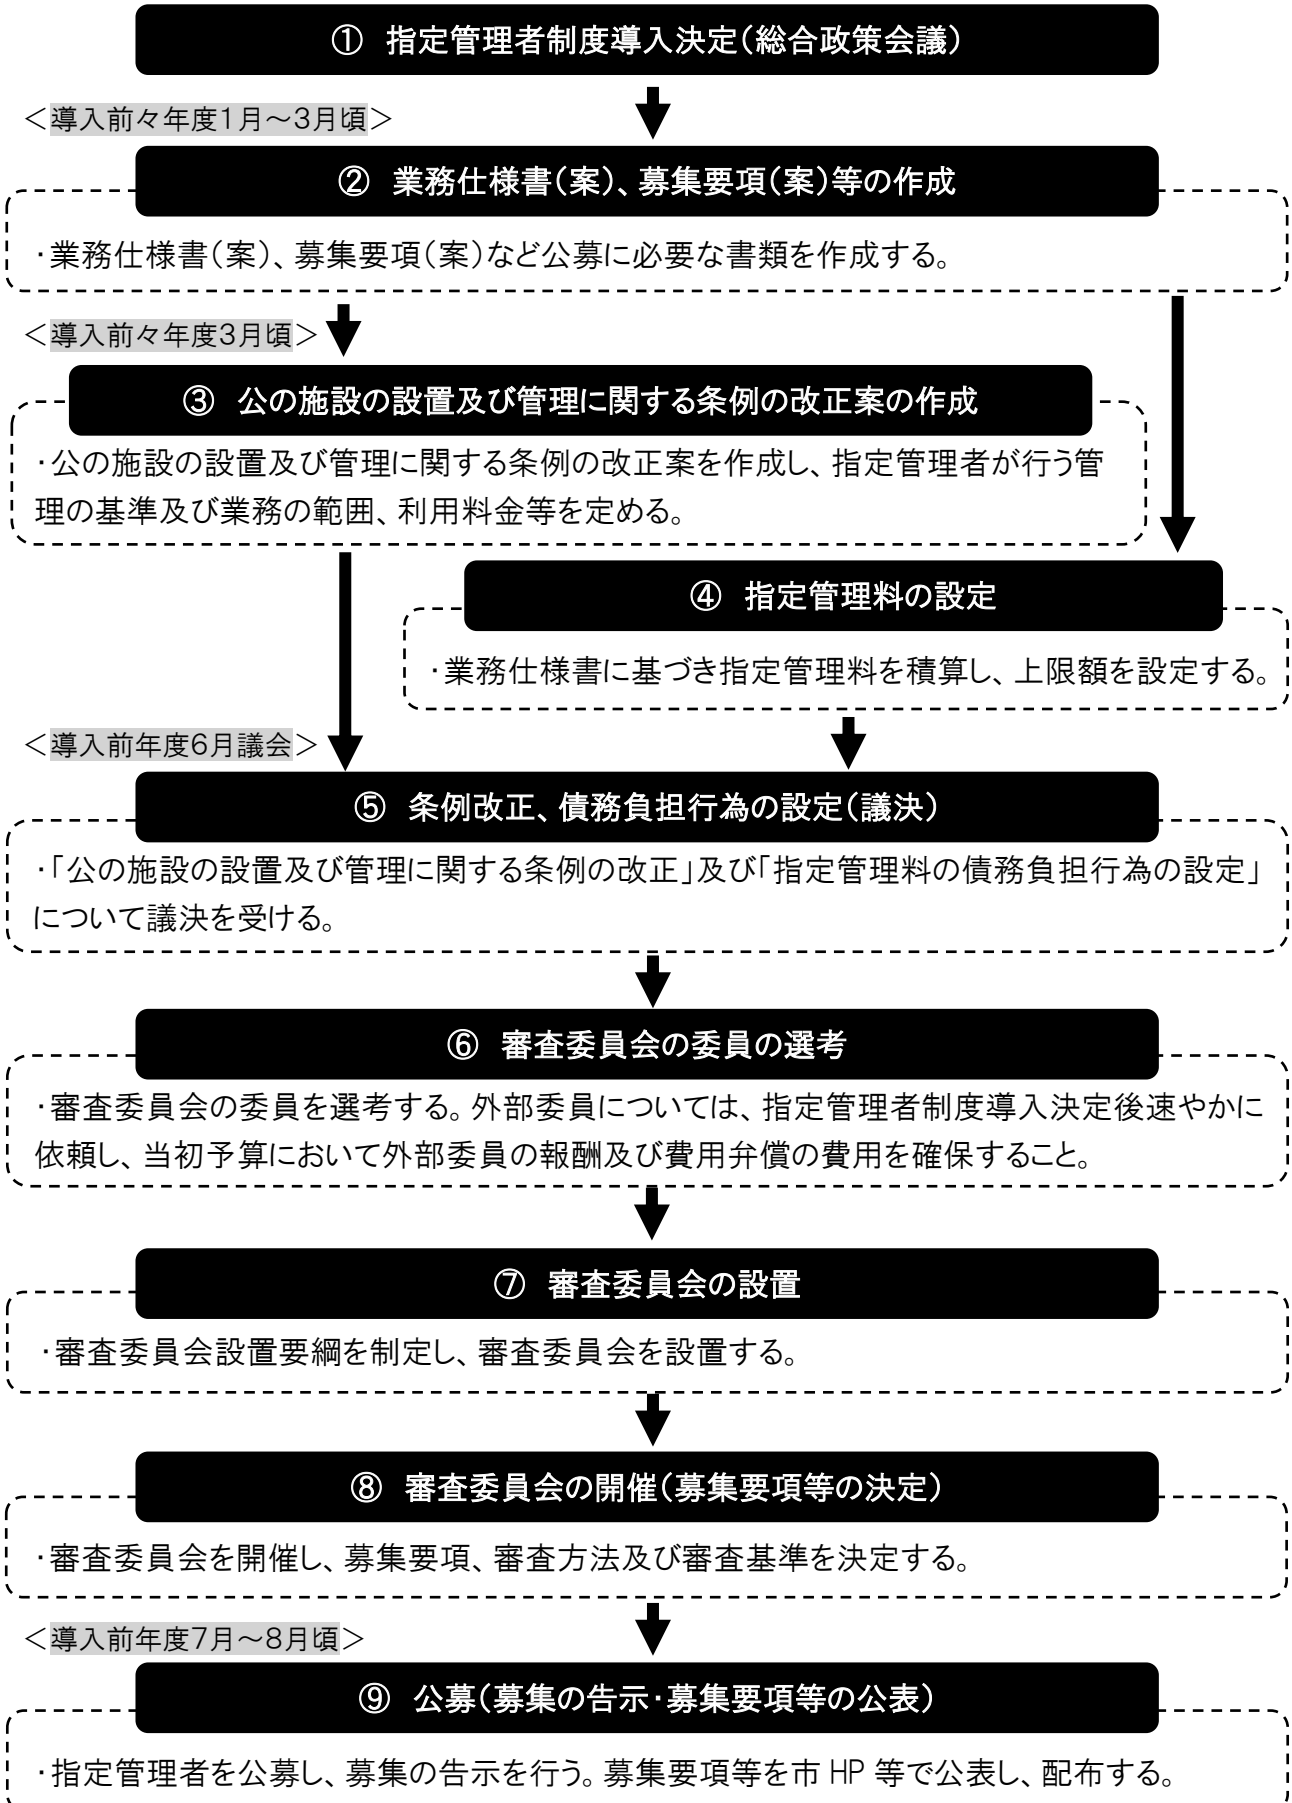 ① 指定管理者制度導入決定(総合政策会議)
＜導入前々年度1月～3月頃＞
② 業務仕様書(案)、募集要項(案)等の作成
・業務仕様書(案)、募集要項(案)など公募に必要な書類を作成する。
＜導入前々年度3月頃＞
③ 公の施設の設置及び管理に関する条例の改正案の作成
・公の施設の設置及び管理に関する条例の改正案を作成し、指定管理者が行う管
理の基準及び業務の範囲、利用料金等を定める。
④ 指定管理料の設定
・業務仕様書に基づき指定管理料を積算し、上限額を設定する。
＜導入前年度6月議会＞
⑤ 条例改正、債務負担行為の設定(議決)
・「公の施設の設置及び管理に関する条例の改正」及び「指定管理料の債務負担行為の設定」
について議決を受ける。
⑥ 審査委員会の委員の選考
・審査委員会の委員を選考する。外部委員については、指定管理者制度導入決定後速やかに
依頼し、当初予算において外部委員の報酬及び費用弁償の費用を確保すること。
⑦ 審査委員会の設置
・審査委員会設置要綱を制定し、審査委員会を設置する。
⑧ 審査委員会の開催(募集要項等の決定)
・審査委員会を開催し、募集要項、審査方法及び審査基準を決定する。
＜導入前年度7月～8月頃＞
⑨ 公募(募集の告示・募集要項等の公表)
・指定管理者を公募し、募集の告示を行う。募集要項等を市 HP 等で公表し、配布する。